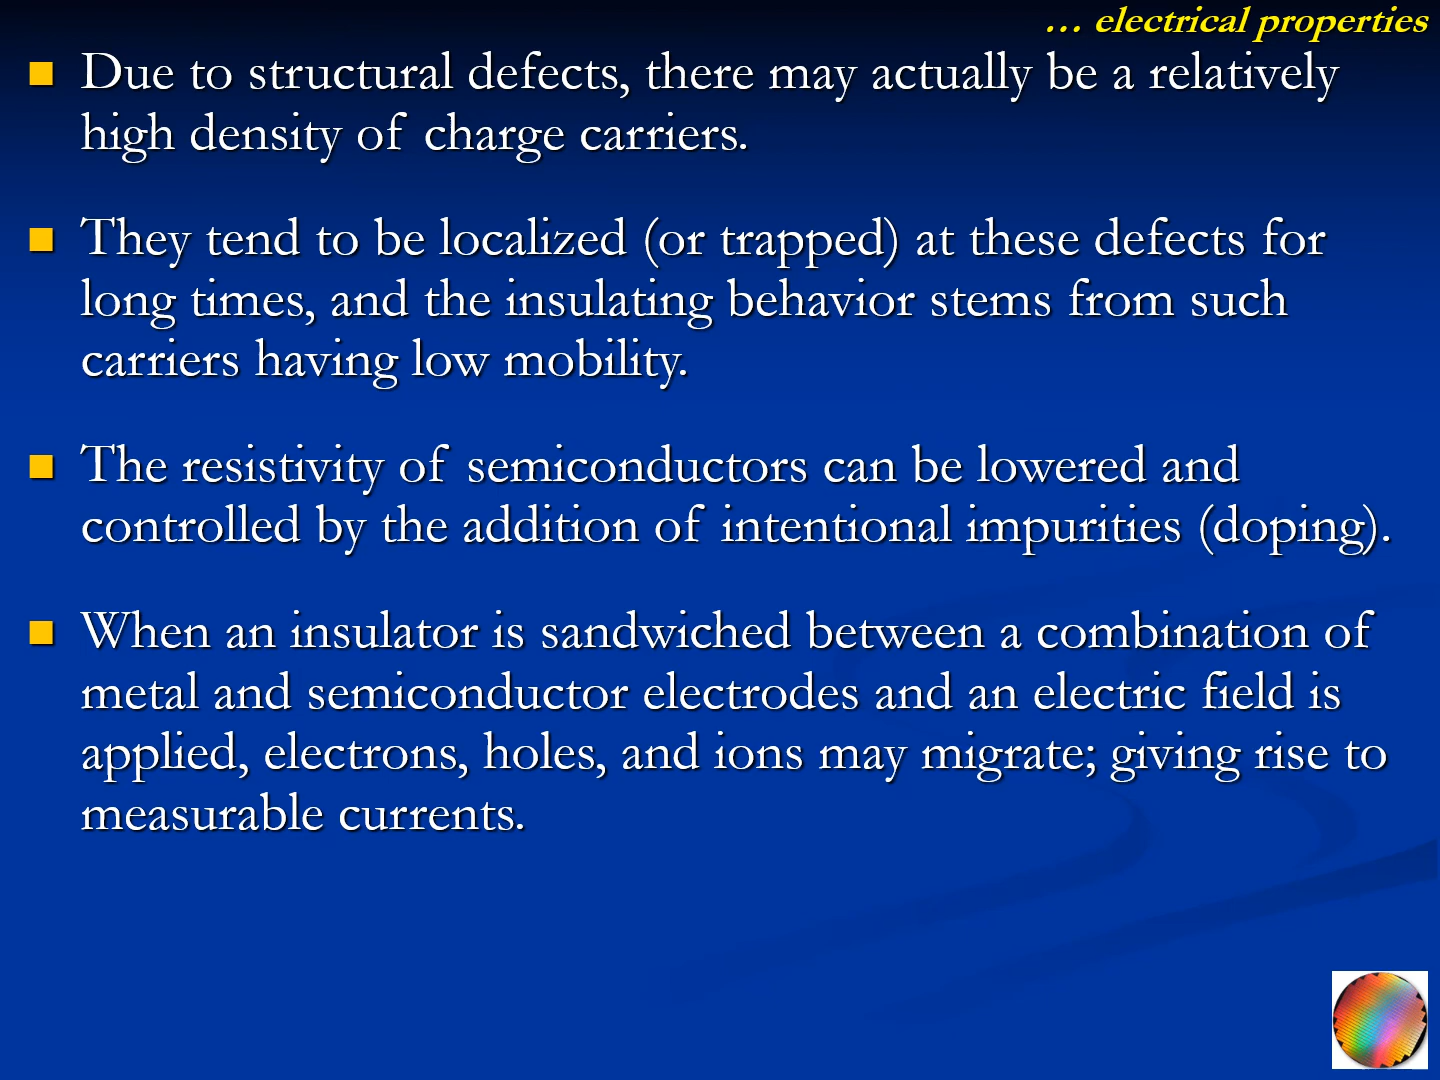 ... electrical properties
Due to structural defects, there may actually be a relatively
high density of charge carriers.
They tend to be localized (or trapped) at these defects for
long times, and the insulating behavior stems from such
carriers having low mobility.
The resistivity of semiconductors can be lowered and
controlled by the addition of intentional impurities (doping).
When an insulator is sandwiched between a combination of
metal and semiconductor electrodes and an electric field is
applied, electrons, holes, and ions may migrate; giving rise to
measurable currents.